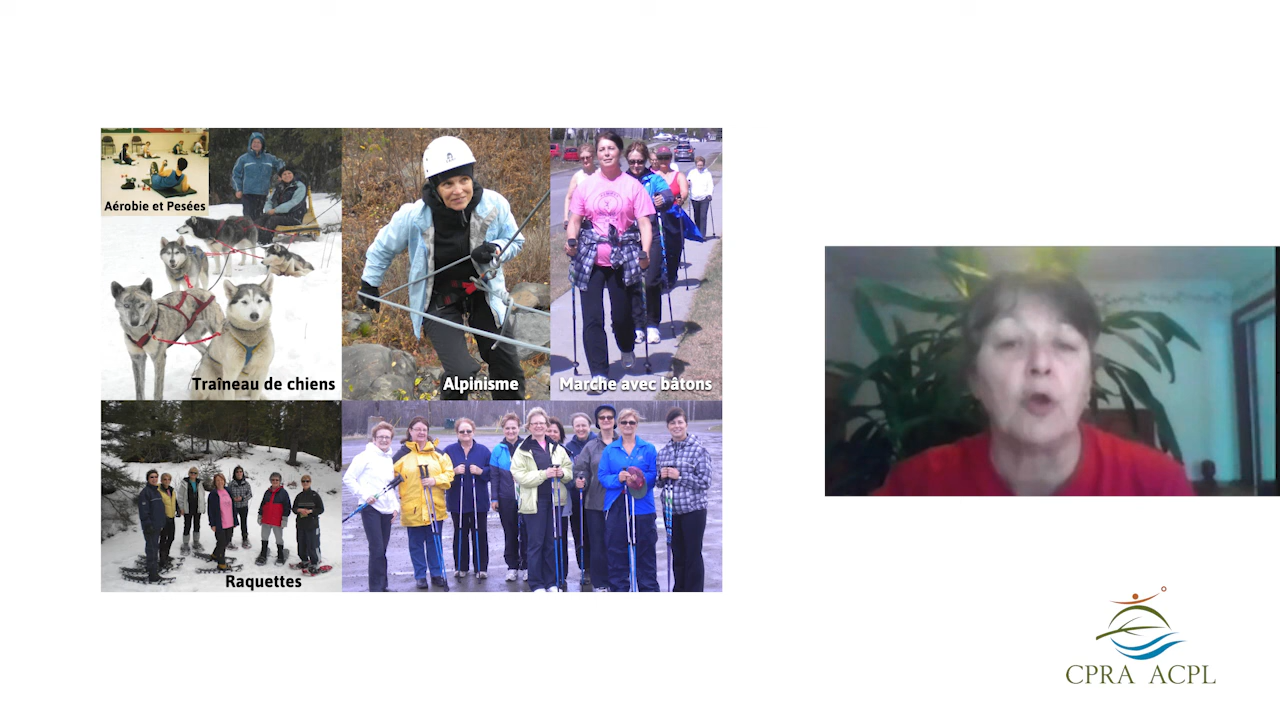 Aérobie et Pesées
Traîneau de chiens
Alpinisme
Marche avec bâtons
Raquettes
CPRA ACPL